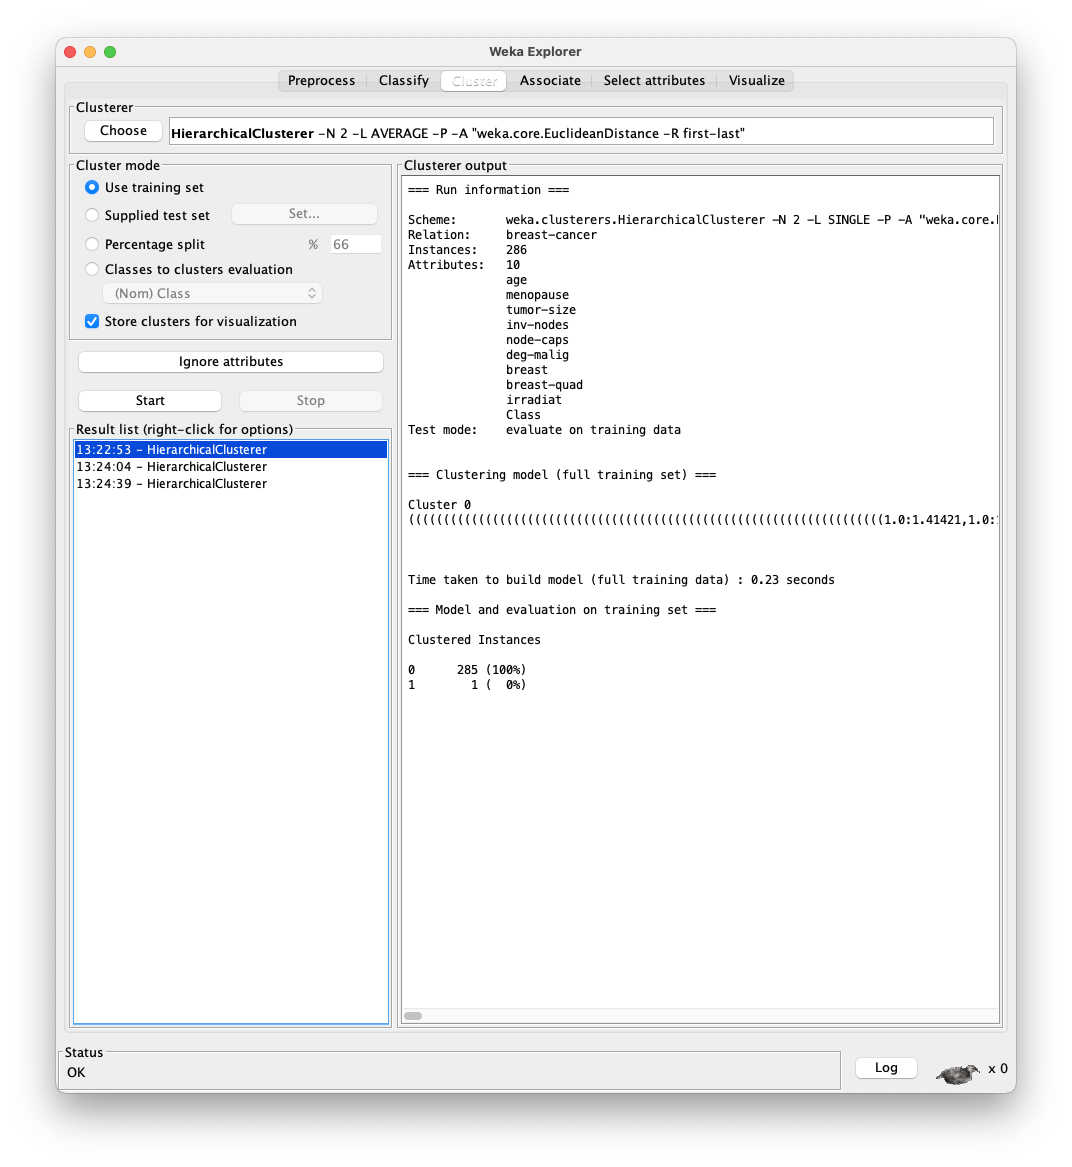 Weka Explorer
Preprocess Classify Cluster Associate Select attributes Visualize
Clusterer
Choose HierarchicalClusterer -N 2 -L AVERAGE -P -A "weka.core.EuclideanDistance -R first-last"
Cluster mode
Use training set
Supplied test set Set...
Percentage split % 66
Classes to clusters evaluation
(Nom) Class
Store clusters for visualization
Ignore attributes
Start Stop
Result list (right-click for options)
13:22:53 - HierarchicalClusterer
13:24:04 - HierarchicalClusterer
13:24:39 - HierarchicalClusterer
Clusterer output
=== Run information ===
Scheme: weka.clusterers.HierarchicalClusterer -N 2 -L SINGLE -P -A "weka.core.
Relation: breast-cancer
Instances: 286
Attributes: 10
age
menopause
tumor-size
inv-nodes
node-caps
deg-malig
breast
breast-quad
irradiat
Class
Test mode: evaluate on training data
=== Clustering model (full training set) ===
Cluster 0
((((((((((((((((((((((((((((((((((((((((((((((((((((((((((((((((((((1.0:1.41421,1.0:
Time taken to build model (full training data) : 0.23 seconds
=== Model and evaluation on training set ===
Clustered Instances
0 285 (100%)
1 1 ( 0%)
Status
OK
Log x 0